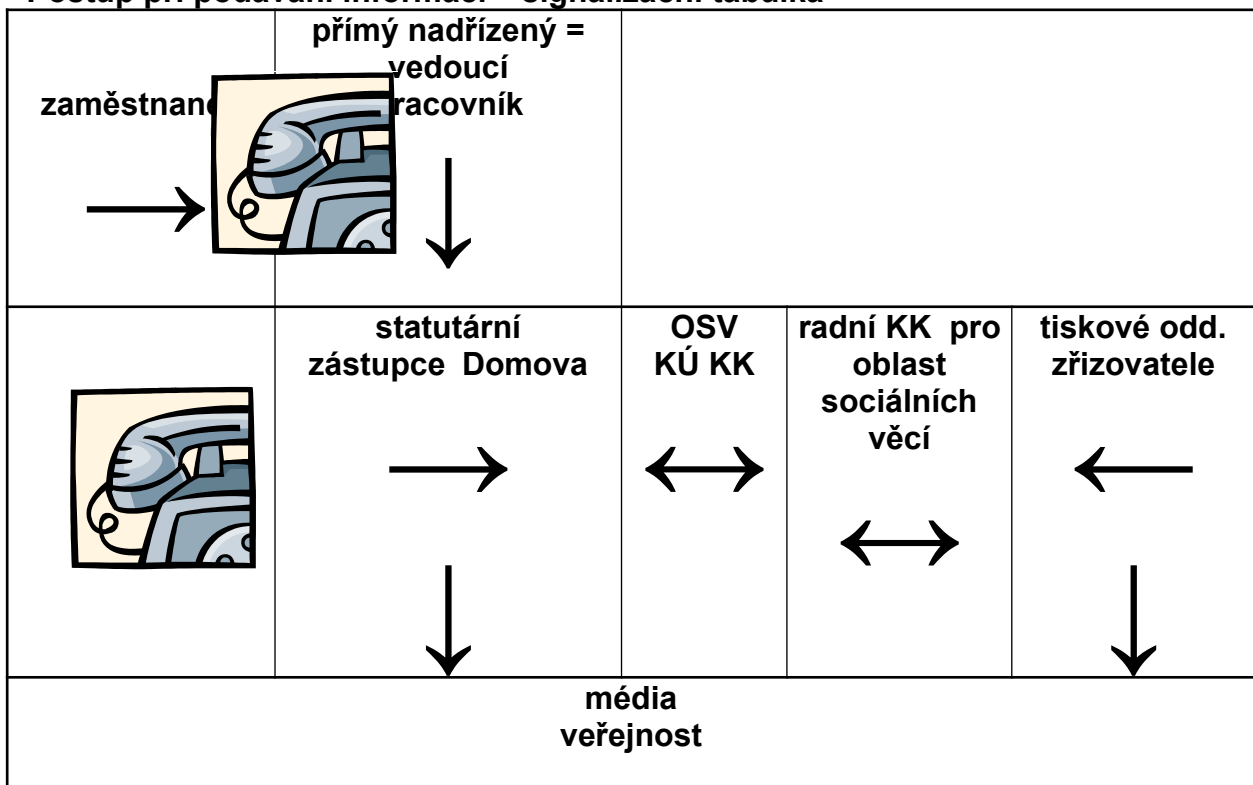 přímý nadřízený =
vedoucí
zaměstnan racovník
statutární
zástupce Domova
OSV
KÚ KK
radní KK pro
oblast
sociálních
věcí
tiskové odd.
zřizovatele
média
veřejnost